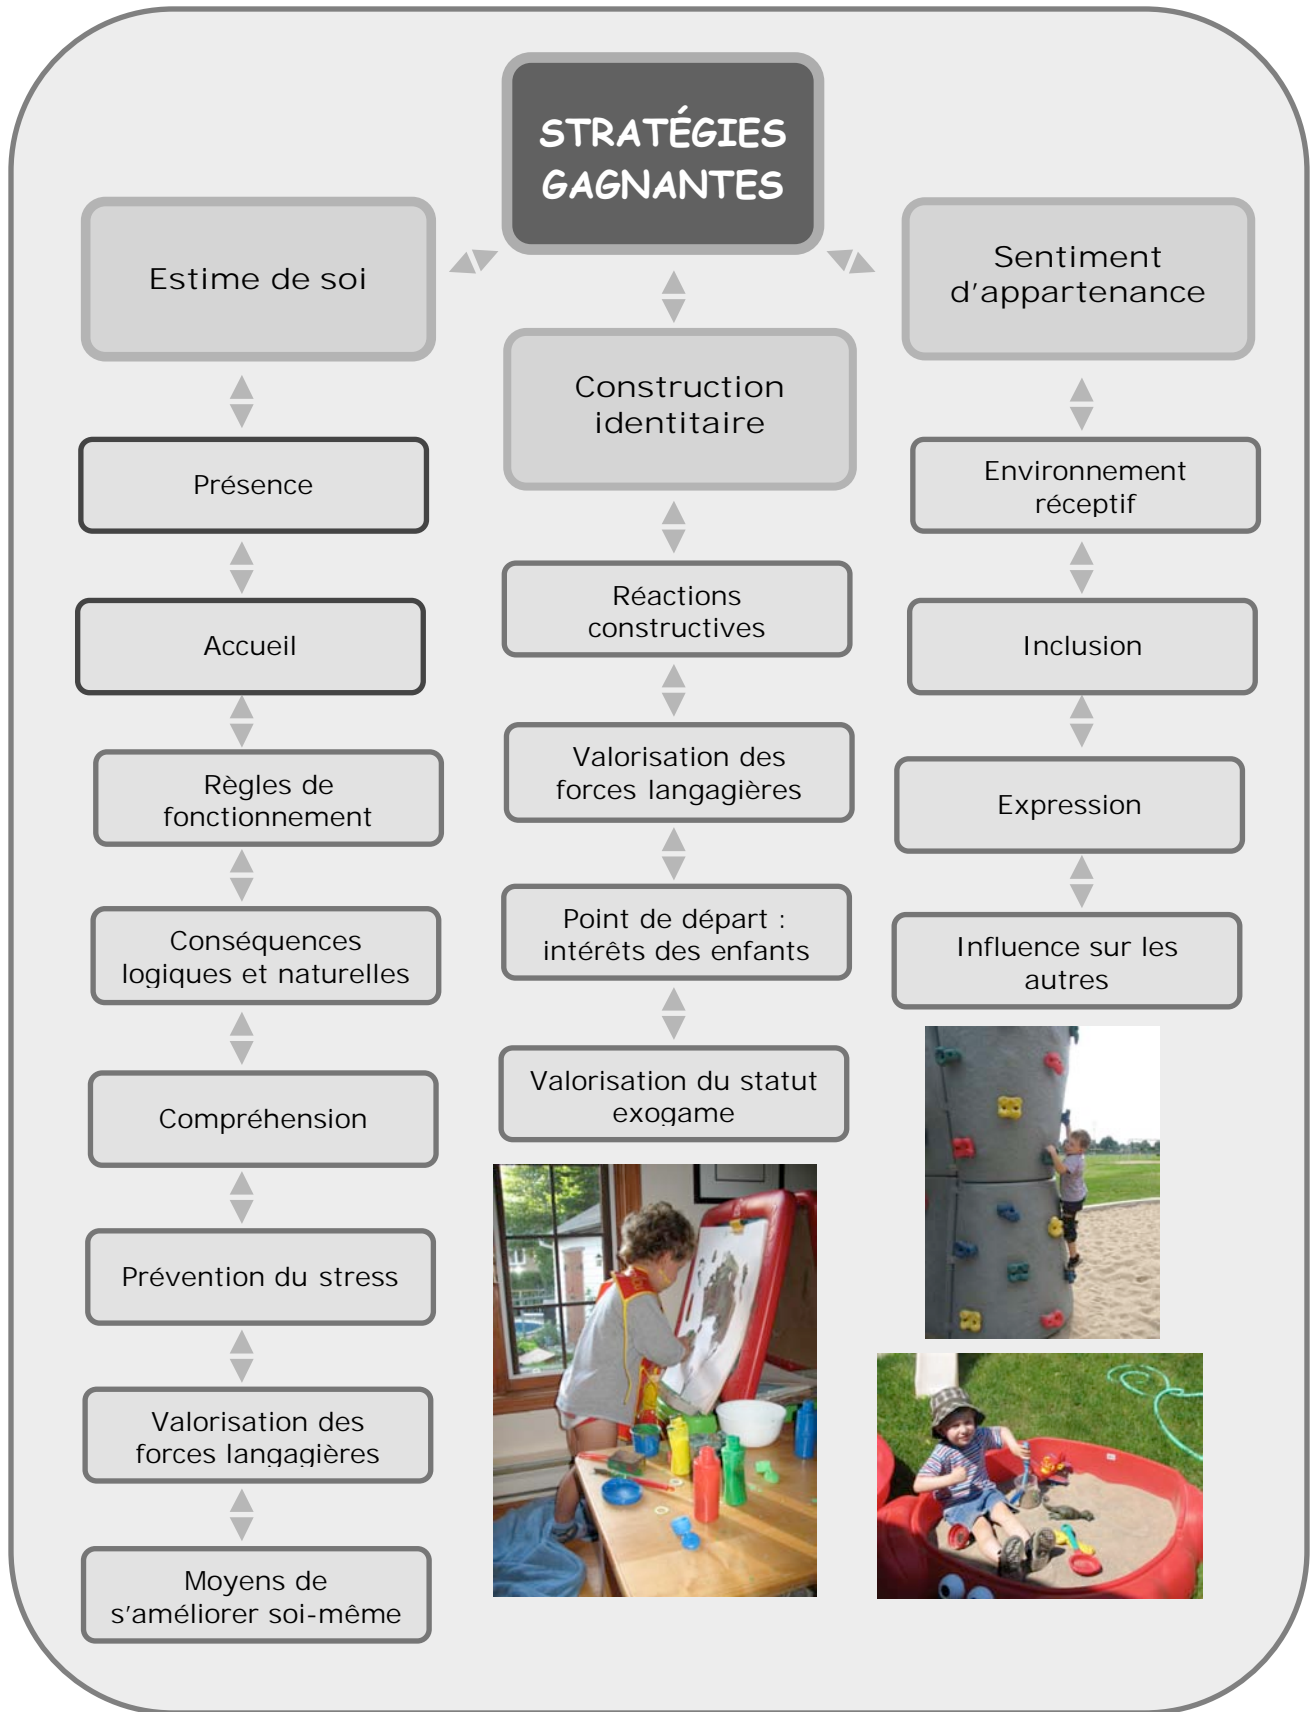 STRATÉGIES
GAGNANTES
Estime de soi
Présence
Accueil
Règles de
fonctionnement
Conséquences
logiques et naturelles
Compréhension
Prévention du stress
Valorisation des
forces langagières
Moyens de
s'améliorer soi-même
Construction
identitaire
Réactions
constructives
Valorisation des
forces langagières
Point de départ :
intérêts des enfants
Valorisation du statut
exogame
Sentiment
d'appartenance
Environnement
réceptif
Inclusion
Expression
Influence sur les
autres